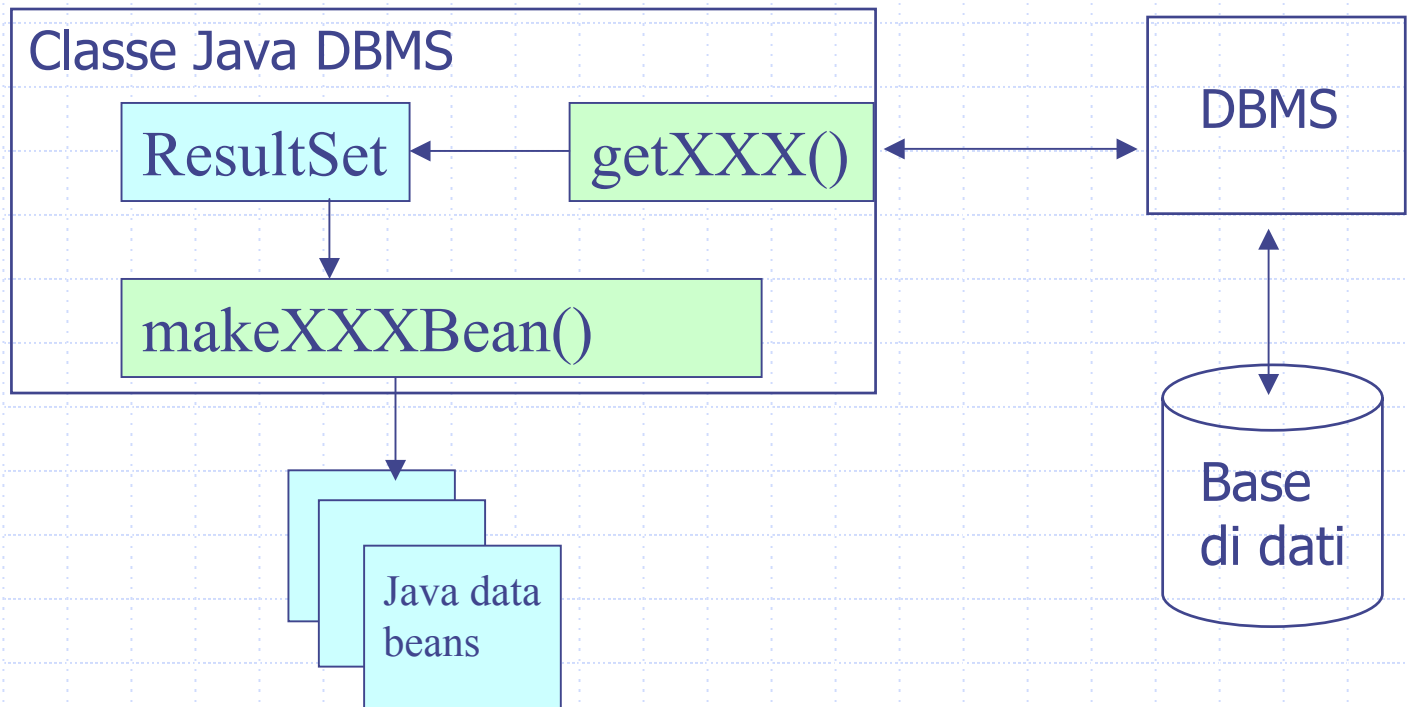 Classe Java DBMS
ResultSet
getXXX()
DBMS
makeXXXBean()
Base
di dati
Java data
beans